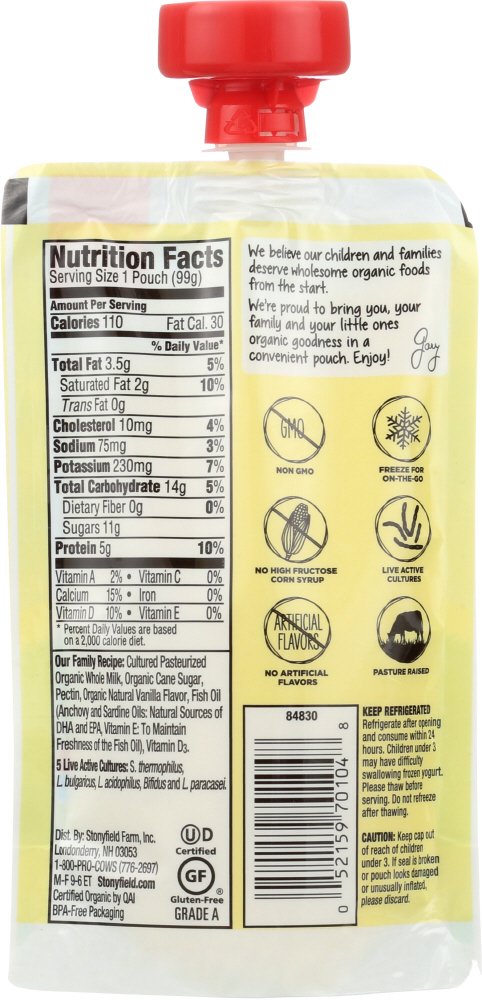 Nutrition Facts
Serving Size 1 Pouch (99g)
Amount Per Serving
Calories 110 Fat Cal. 30
% Daily Value*
Total Fat 3.5g 5%
Saturated Fat 2g 10%
Trans Fat 0g
Cholesterol 10mg 4%
Sodium 75mg 3%
Potassium 230mg 7%
Total Carbohydrate 14g 5%
Dietary Fiber 0g 0%
Sugars 11g
Protein 5g 10%
Vitamin A 2% • Vitamin C 0%
Calcium 15% • Iron 0%
Vitamin D 10% • Vitamin E 0%
* Percent Daily Values are based
on a 2,000 calorie diet.
Our Family Recipe: Cultured Pasteurized
Organic Whole Milk, Organic Cane Sugar,
Pectin, Organic Natural Vanilla Flavor, Fish Oil
(Anchovy and Sardine Oils: Natural Sources of
DHA and EPA, Vitamin E: To Maintain
Freshness of the Fish Oil), Vitamin D3.
5 Live Active Cultures: S. thermophilus,
L. bulgaricus, L. acidophilus, Bifidus and L. paracasei.
Dist. By: Stonyfield Farm, Inc.
Londonderry, NH 03053
1-800-PRO-COWS (776-2697)
M-F 9-6 ET Stonyfield.com
Certified Organic by QAI
BPA-Free Packaging
U D
Certified
GF ®
Gluten-Free
GRADE A
We believe our children and families
deserve wholesome organic foods
from the start.
We're proud to bring you, your
family and your little ones
organic goodness in a
convenient pouch. Enjoy!
Gary
GMO
NON GMO
FREEZE FOR
ON-THE-GO
NO HIGH FRUCTOSE
CORN SYRUP
LIVE ACTIVE
CULTURES
ARTIFICIAL
FLAVORS
NO ARTIFICIAL
FLAVORS
PASTURE RAISED
84830
0 52159 70104 8
KEEP REFRIGERATED
Refrigerate after opening
and consume within 24
hours. Children under 3
may have difficulty
swallowing frozen yogurt.
Please thaw before
serving. Do not refreeze
after thawing.
CAUTION: Keep cap out
of reach of children
under 3. If seal is broken
or pouch looks damaged
or unusually inflated,
please discard.